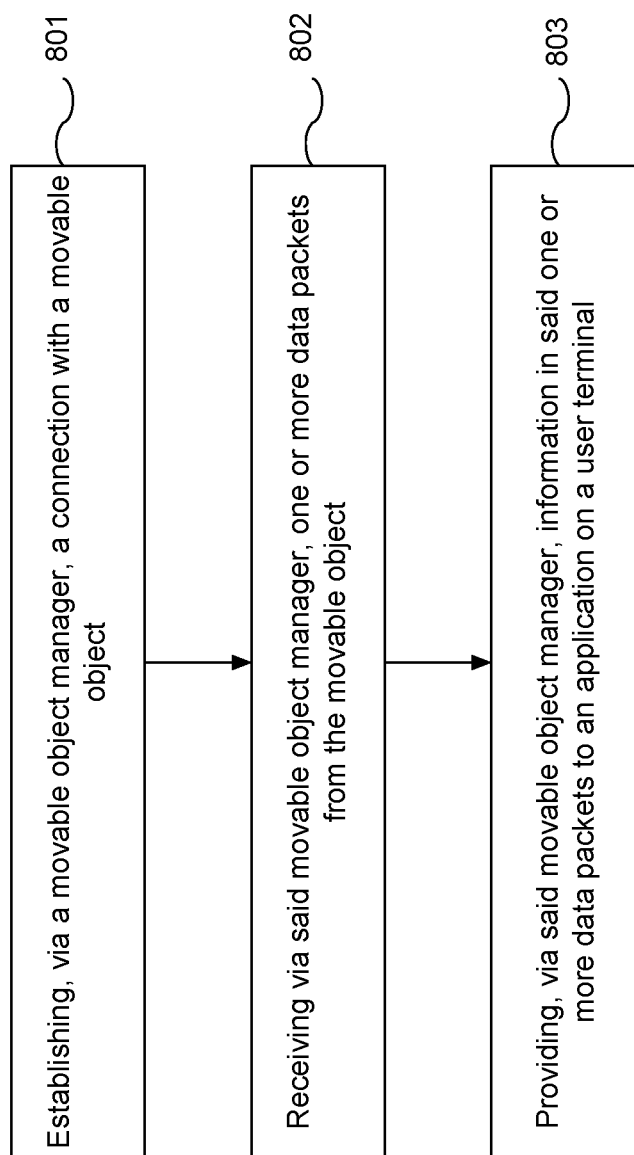 Establishing, via a movable object manager, a connection with a movable
object
801
Receiving via said movable object manager, one or more data packets
from the movable object
802
Providing, via said movable object manager, information in said one or
more data packets to an application on a user terminal
803